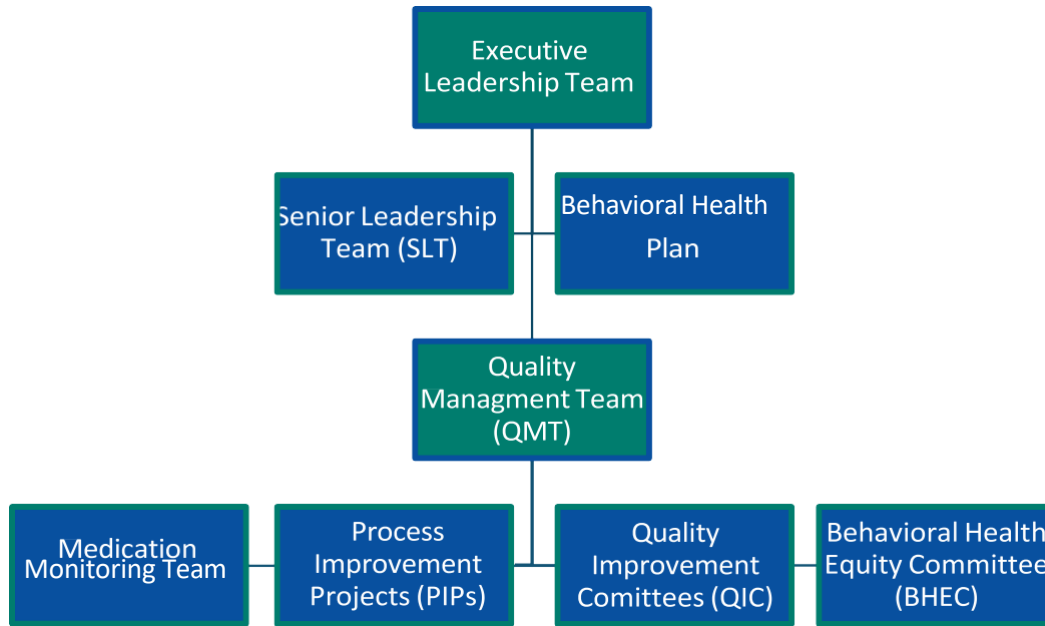 Executive
Leadership Team
Senior Leadership
Team (SLT)
Behavioral Health
Plan
Quality
Managment Team
(QMT)
Medication
Monitoring Team
Process
Improvement
Projects (PIPs)
Quality
Improvement
Comittees (QIC)
Behavioral Health
Equity Committee
(BHEC)